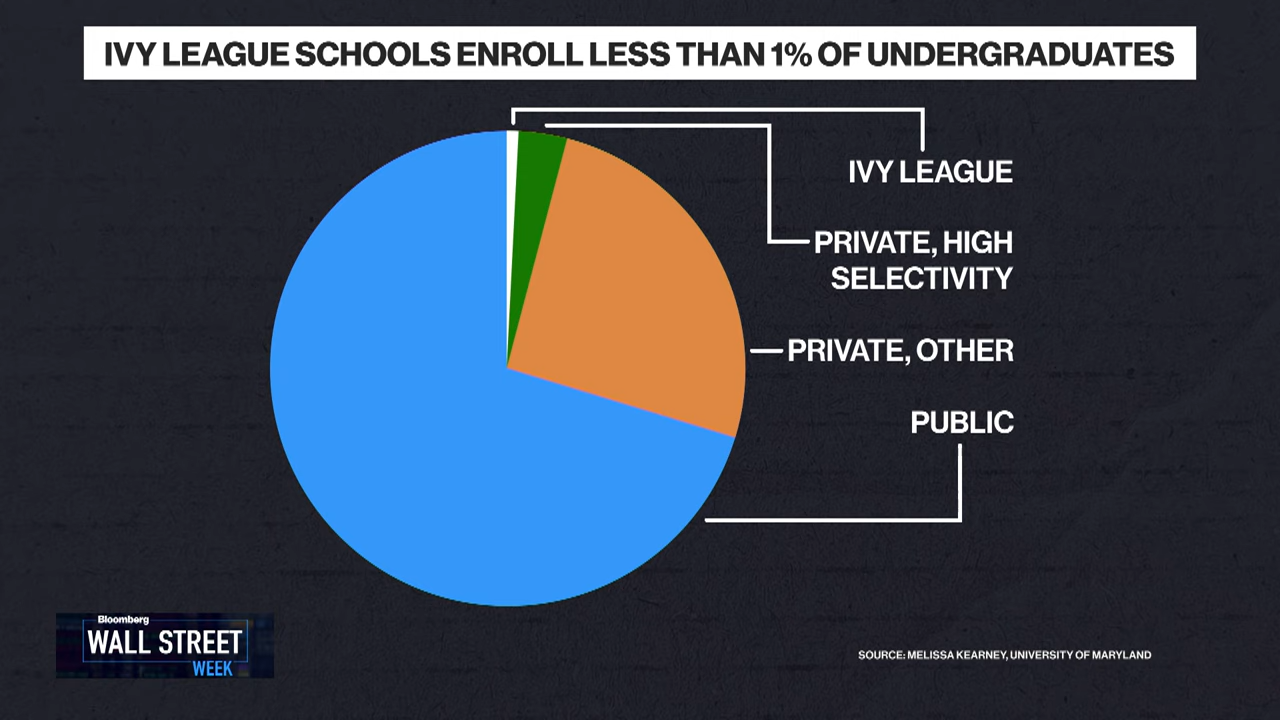 IVY LEAGUE SCHOOLS ENROLL LESS THAN 1% OF UNDERGRADUATES
IVY LEAGUE
PRIVATE, HIGH
SELECTIVITY
PRIVATE, OTHER
PUBLIC
Bloomberg
WALL STREET
WEEK
SOURCE: MELISSA KEARNEY, UNIVERSITY OF MARYLAND